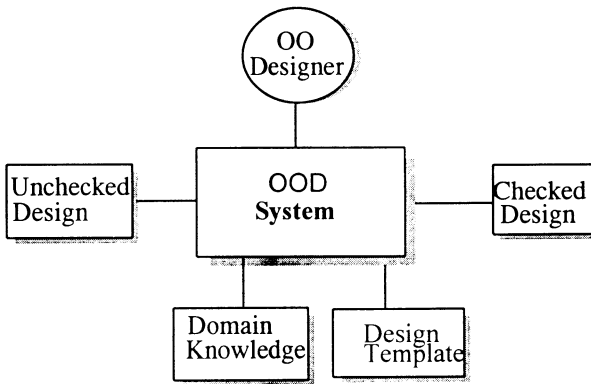 OO
Designer
Unchecked
Design
OOD
System
Checked
Design
Domain
Knowledge
Design
Template